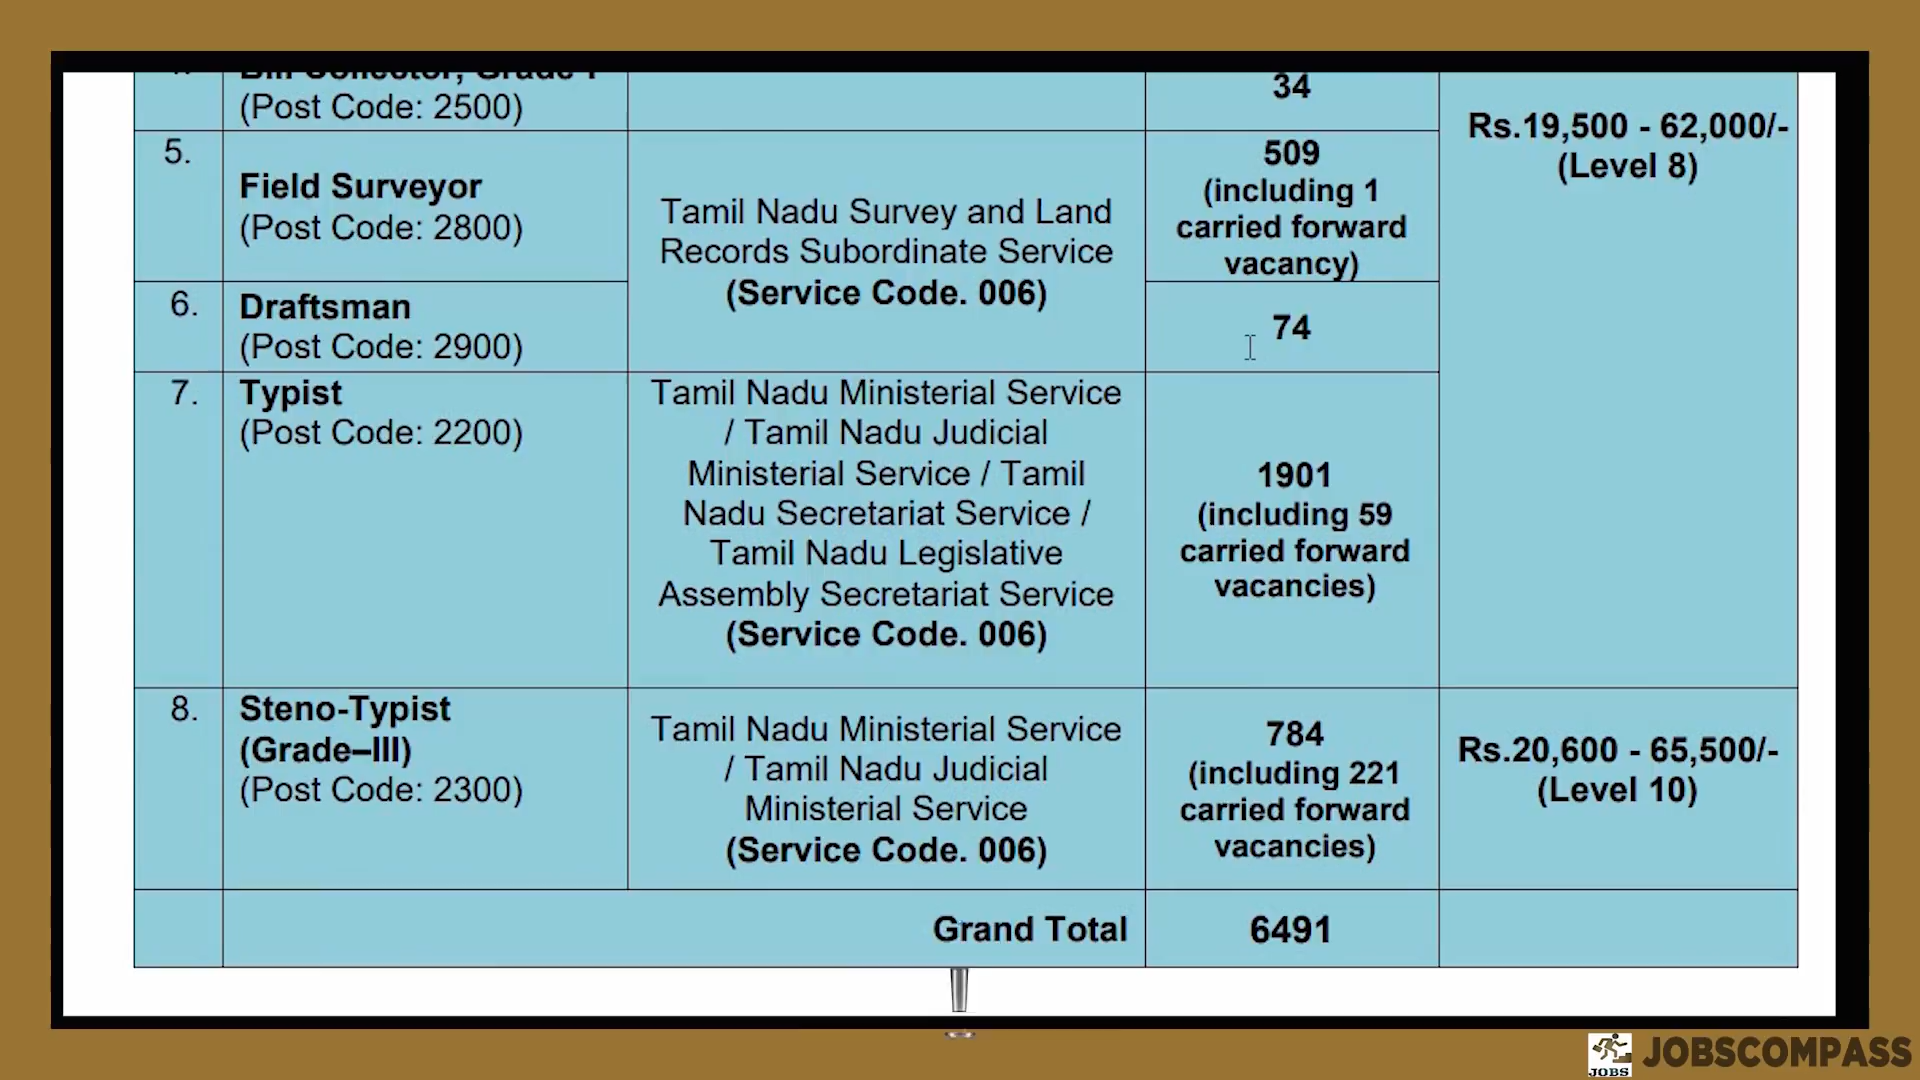 Bill Collector, Grade-I
(Post Code: 2500)
34
Rs.19,500 - 62,000/-
(Level 8)
5.
Field Surveyor
(Post Code: 2800)
Tamil Nadu Survey and Land
Records Subordinate Service
(Service Code. 006)
509
(including 1
carried forward
vacancy)
6.
Draftsman
(Post Code: 2900)
74
7.
Typist
(Post Code: 2200)
Tamil Nadu Ministerial Service
/ Tamil Nadu Judicial
Ministerial Service / Tamil
Nadu Secretariat Service /
Tamil Nadu Legislative
Assembly Secretariat Service
(Service Code. 006)
1901
(including 59
carried forward
vacancies)
8.
Steno-Typist
(Grade–III)
(Post Code: 2300)
Tamil Nadu Ministerial Service
/ Tamil Nadu Judicial
Ministerial Service
(Service Code. 006)
784
(including 221
carried forward
vacancies)
Rs.20,600 - 65,500/-
(Level 10)
Grand Total
6491
JOBS
JOBSCOMPASS